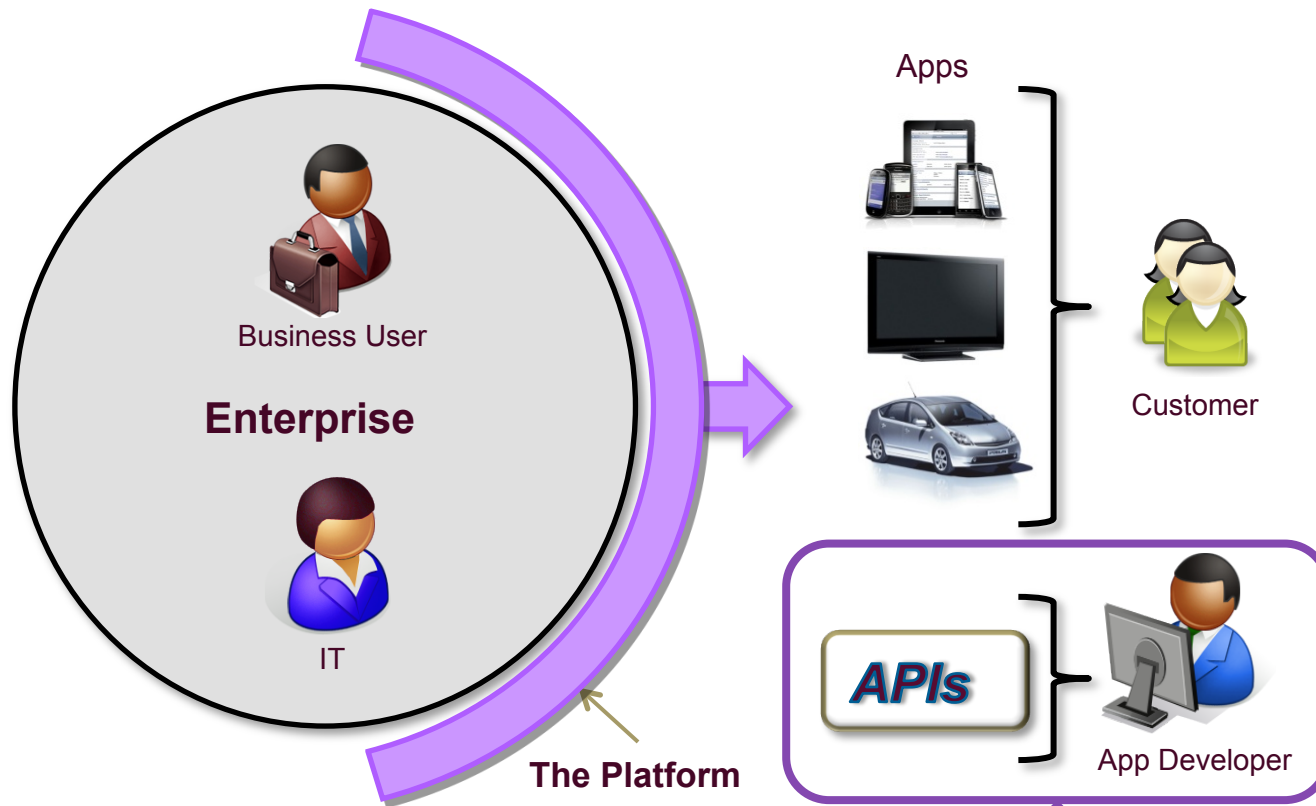 Apps
Business User
Enterprise
Customer
IT
APIs
The Platform
App Developer